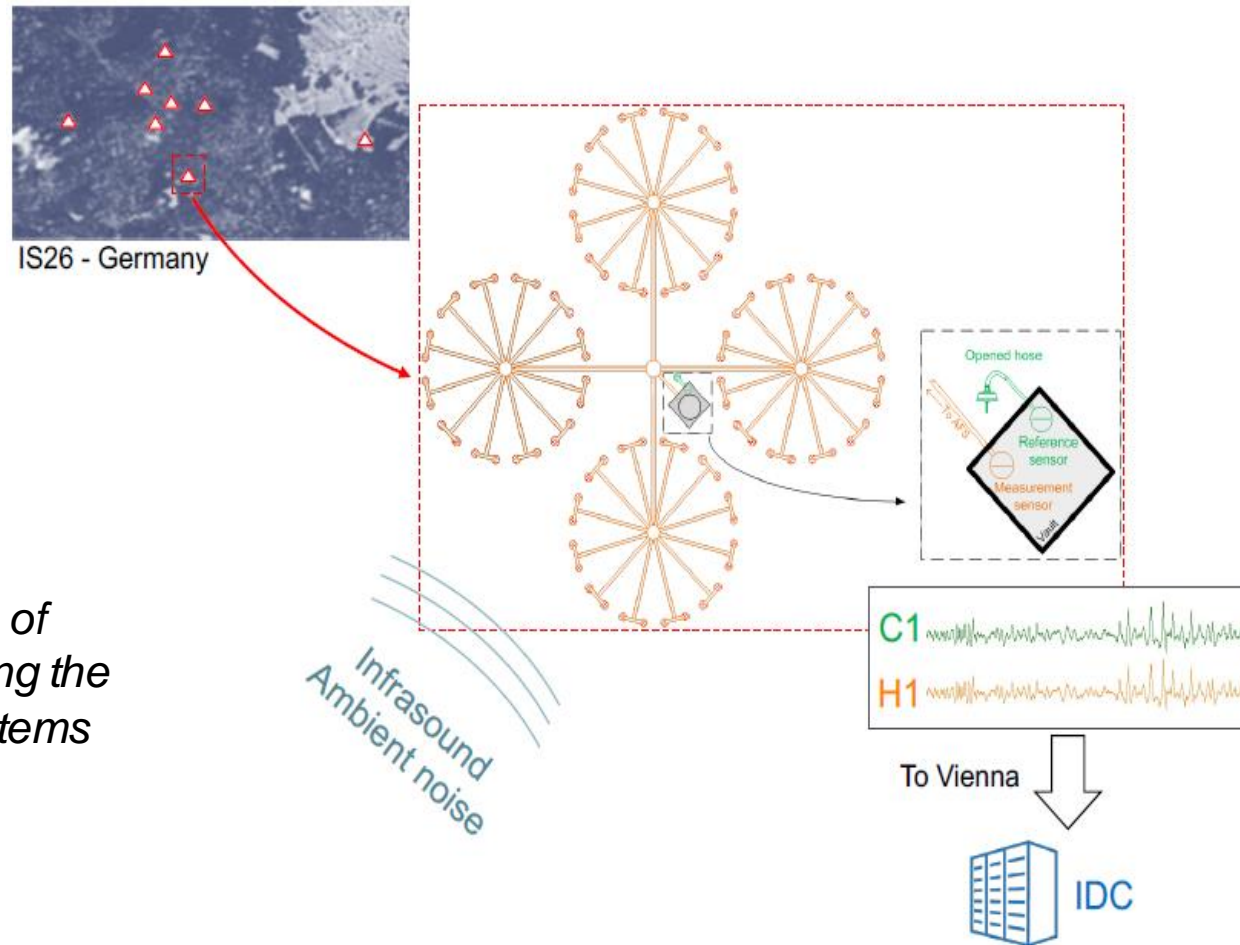 IS26 - Germany
Opened hose
To AFS
Reference
sensor
Measurement
sensor
Vault
of
ng the
tems
Infrasound
Ambient noise
C1
H1
To Vienna
IDC